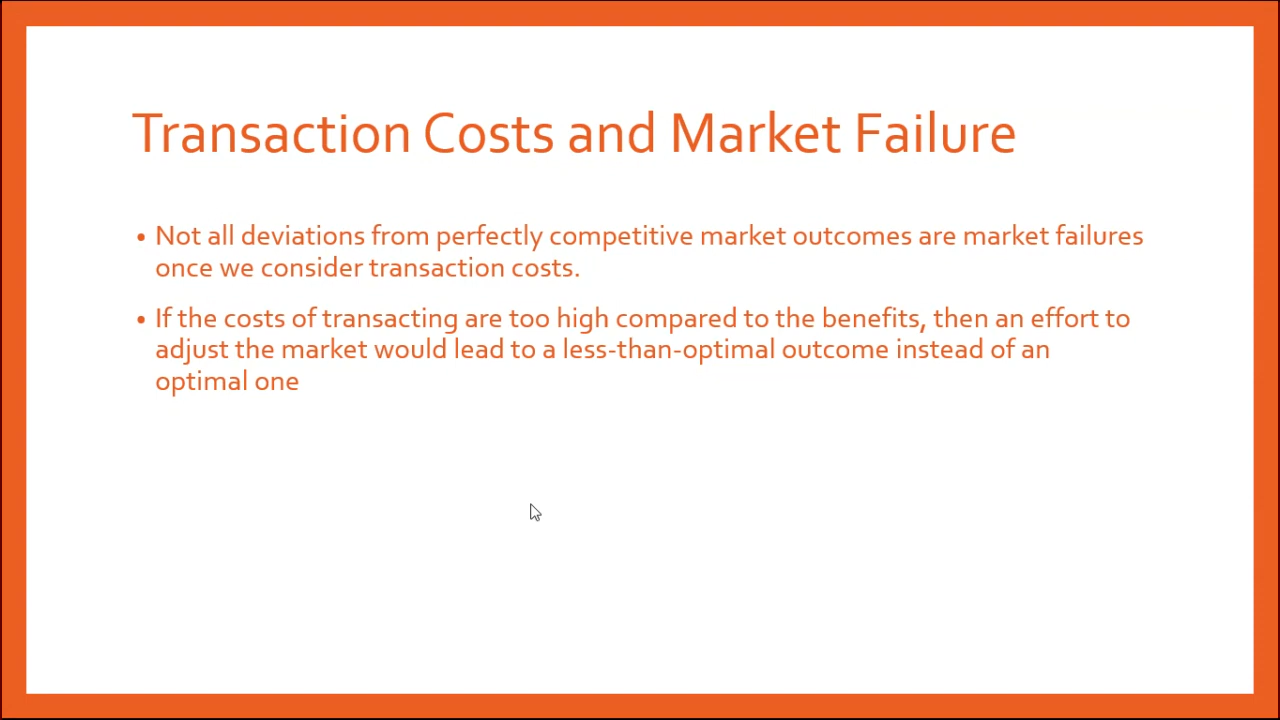 Transaction Costs and Market Failure
• Not all deviations from perfectly competitive market outcomes are market failures
once we consider transaction costs.
• If the costs of transacting are too high compared to the benefits, then an effort to
adjust the market would lead to a less-than-optimal outcome instead of an
optimal one